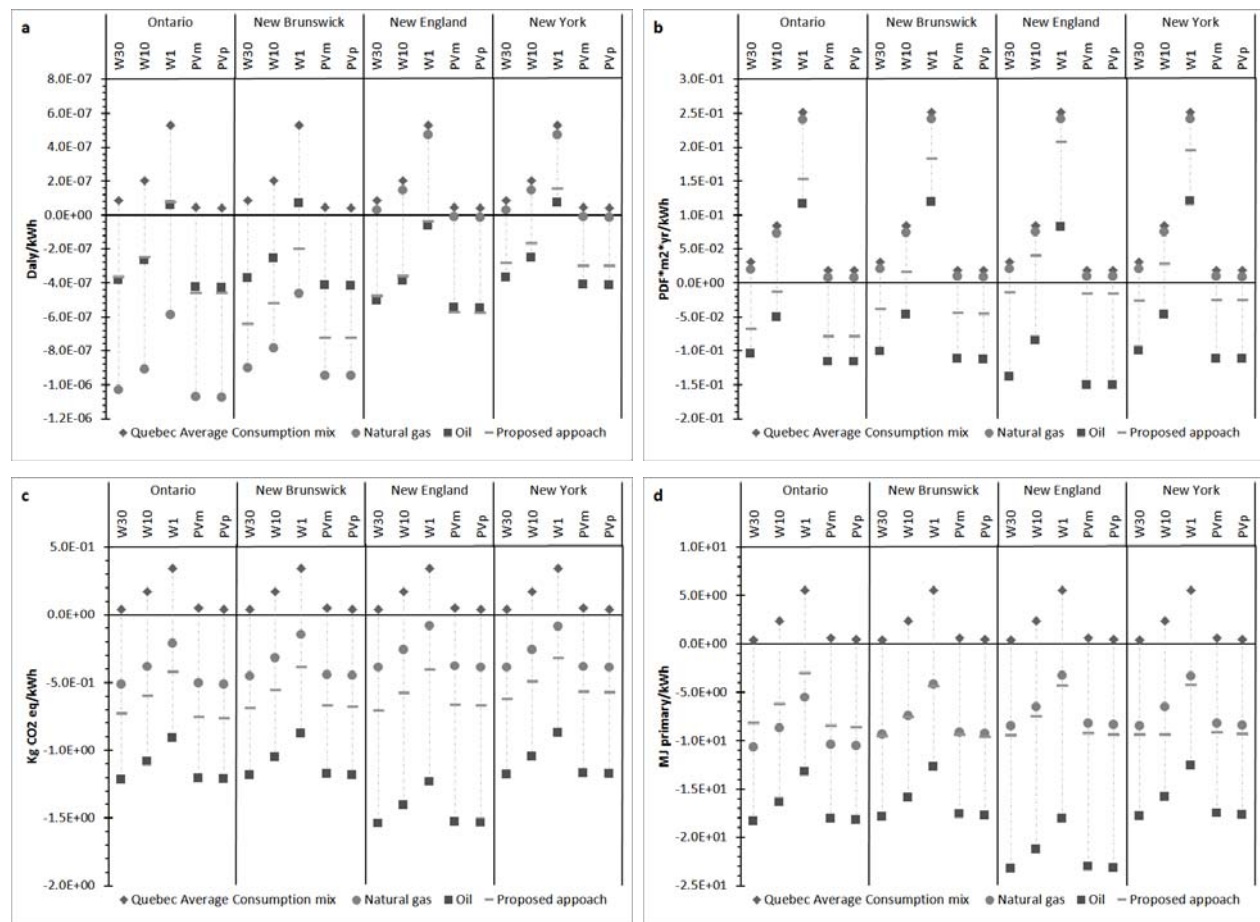 a
Ontario New Brunswick New England New York
W30 W10 W1 PVm PVp W30 W10 W1 PVm PVp W30 W10 W1 PVm PVp W30 W10 W1 PVm PVp
8.0E-07
6.0E-07
4.0E-07
2.0E-07
0.0E+00
-2.0E-07
-4.0E-07
-6.0E-07
-8.0E-07
-1.0E-06
-1.2E-06
Daly/kWh
Quebec Average Consumption mix Natural gas Oil Proposed appoach
b
Ontario New Brunswick New England New York
W30 W10 W1 PVm PVp W30 W10 W1 PVm PVp W30 W10 W1 PVm PVp W30 W10 W1 PVm PVp
3.0E-01
2.5E-01
2.0E-01
1.5E-01
1.0E-01
5.0E-02
0.0E+00
-5.0E-02
-1.0E-01
-1.5E-01
-2.0E-01
PDF*m2*yr/kWh
Quebec Average Consumption mix Natural gas Oil Proposed appoach
c
Ontario New Brunswick New England New York
W30 W10 W1 PVm PVp W30 W10 W1 PVm PVp W30 W10 W1 PVm PVp W30 W10 W1 PVm PVp
5.0E-01
0.0E+00
-5.0E-01
-1.0E+00
-1.5E+00
-2.0E+00
Kg CO2 eq/kWh
Quebec Average Consumption mix Natural gas Oil Proposed appoach
d
Ontario New Brunswick New England New York
W30 W10 W1 PVm PVp W30 W10 W1 PVm PVp W30 W10 W1 PVm PVp W30 W10 W1 PVm PVp
1.0E+01
5.0E+00
0.0E+00
-5.0E+00
-1.0E+01
-1.5E+01
-2.0E+01
-2.5E+01
MJ primary/kWh
Quebec Average Consumption mix Natural gas Oil Proposed appoach